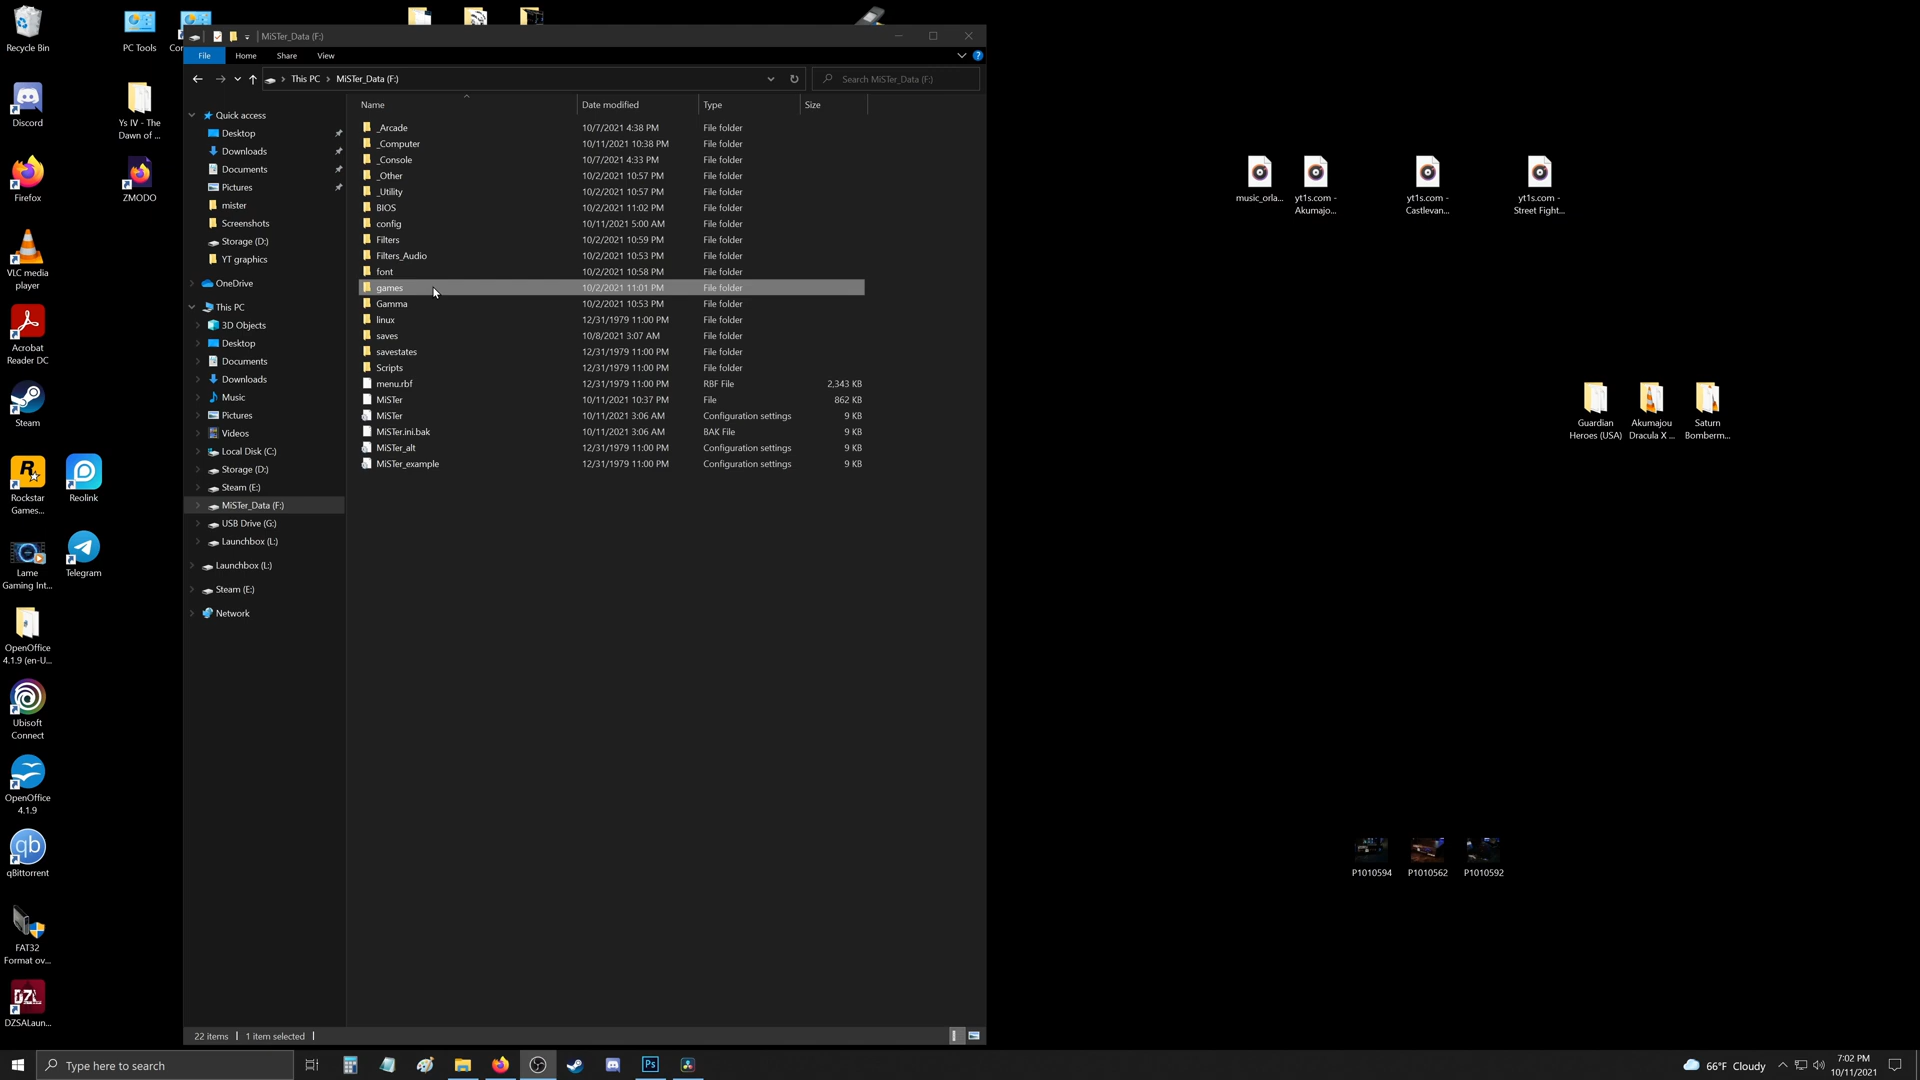 Recycle Bin
PC Tools
Co
Discord
Ys IV - The
Dawn of ...
Firefox
ZMODO
VLC media
player
Acrobat
Reader DC
Steam
Rockstar
Games...
Reolink
Lame
Gaming Int...
Telegram
OpenOffice
4.1.9 (en-U...
Ubisoft
Connect
OpenOffice
4.1.9
qBittorrent
FAT32
Format ov...
DZSALaun...
MiSTer_Data (F:)
File Home Share View
This PC MiSTer_Data (F:)
Search MiSTer_Data (F:)
Quick access
Desktop
Downloads
Documents
Pictures
mister
Screenshots
Storage (D:)
YT graphics
OneDrive
This PC
3D Objects
Desktop
Documents
Downloads
Music
Pictures
Videos
Local Disk (C:)
Storage (D:)
Steam (E:)
MiSTer_Data (F:)
USB Drive (G:)
Launchbox (L:)
Launchbox (L:)
Steam (E:)
Network
Name Date modified Type Size
_Arcade 10/7/2021 4:38 PM File folder
_Computer 10/11/2021 10:38 PM File folder
_Console 10/7/2021 4:33 PM File folder
_Other 10/2/2021 10:57 PM File folder
_Utility 10/2/2021 10:57 PM File folder
BIOS 10/2/2021 11:02 PM File folder
config 10/11/2021 5:00 AM File folder
Filters 10/2/2021 10:59 PM File folder
Filters_Audio 10/2/2021 10:53 PM File folder
font 10/2/2021 10:58 PM File folder
games 10/2/2021 11:01 PM File folder
Gamma 10/2/2021 10:53 PM File folder
linux 12/31/1979 11:00 PM File folder
saves 10/8/2021 3:07 AM File folder
savestates 12/31/1979 11:00 PM File folder
Scripts 12/31/1979 11:00 PM File folder
menu.rbf 12/31/1979 11:00 PM RBF File 2,343 KB
MiSTer 10/11/2021 10:37 PM File 862 KB
MiSTer 10/11/2021 3:06 AM Configuration settings 9 KB
MiSTer.ini.bak 10/11/2021 3:06 AM BAK File 9 KB
MiSTer_alt 12/31/1979 11:00 PM Configuration settings 9 KB
MiSTer_example 12/31/1979 11:00 PM Configuration settings 9 KB
22 items 1 item selected
music_orla...
yt1s.com -
Akumajo...
yt1s.com -
Castlevan...
yt1s.com -
Street Fight...
Guardian
Heroes (USA)
Akumajou
Dracula X ...
Saturn
Bomberm...
P1010594
P1010562
P1010592
Type here to search
Ps
66°F Cloudy
7:02 PM
10/11/2021